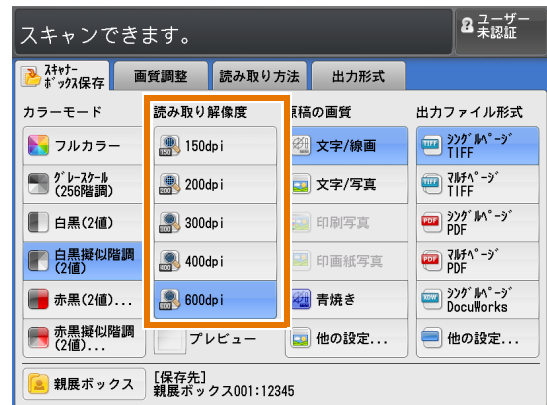 スキャンできます。
ユーザー
未認証
ｽｷｬﾅｰ
ﾎﾞｯｸｽ保存
画質調整
読み取り方法
出力形式
カラーモード
フルカラー
ｸﾞﾚｰｽｹｰﾙ
(256階調)
白黒(2値)
白黒擬似階調
(2値)
赤黒(2値)...
赤黒擬似階調
(2値)...
読み取り解像度
150
150dpi
200
200dpi
300
300dpi
400
400dpi
600
600dpi
プレビュー
原稿の画質
文字/線画
文字/写真
印刷写真
印画紙写真
青焼き
他の設定...
出力ファイル形式
TIFF
ｼﾝｸﾞﾙﾍﾟｰｼﾞ
TIFF
TIFF
ﾏﾙﾁﾍﾟｰｼﾞ
TIFF
PDF
ｼﾝｸﾞﾙﾍﾟｰｼﾞ
PDF
PDF
ﾏﾙﾁﾍﾟｰｼﾞ
PDF
XDW
ｼﾝｸﾞﾙﾍﾟｰｼﾞ
DocuWorks
他の設定...
親展ボックス
[保存先]
親展ボックス001:12345